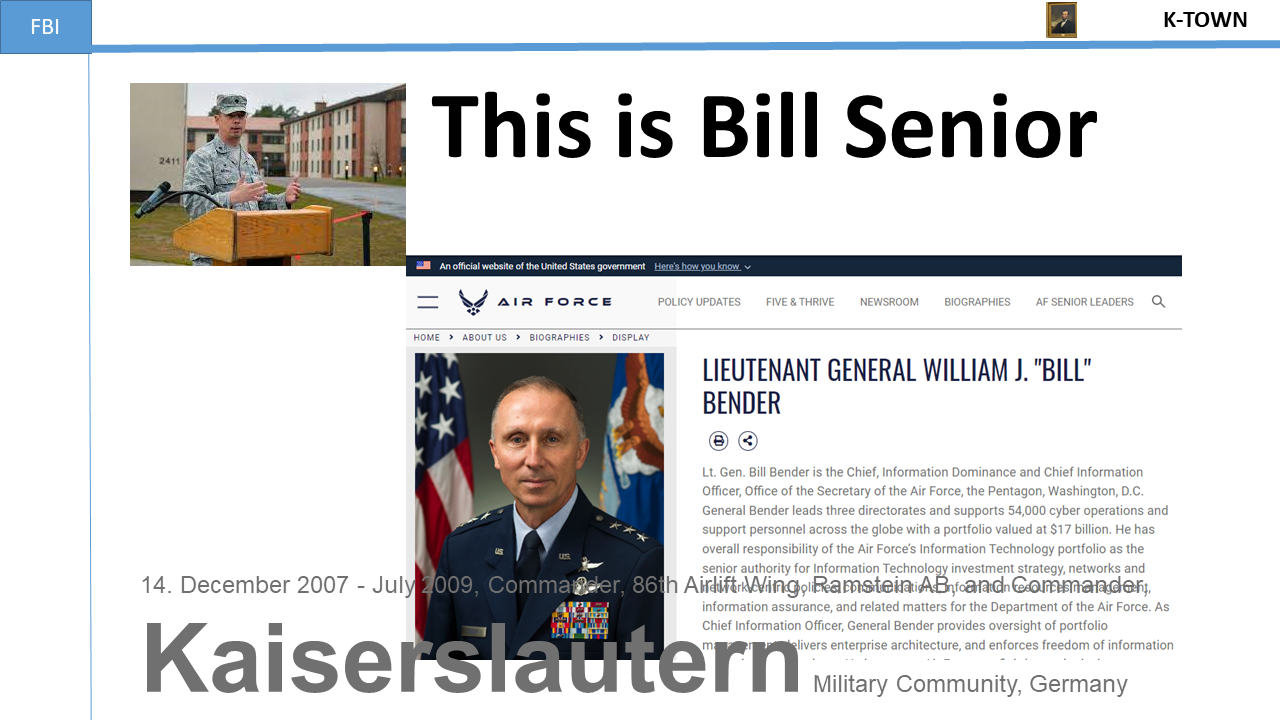 FBI
K-TOWN
This is Bill Senior
2411
An official website of the United States government Here's how you know
AIR FORCE
POLICY UPDATES FIVE & THRIVE NEWSROOM BIOGRAPHIES AF SENIOR LEADERS
HOME > ABOUT US > BIOGRAPHIES > DISPLAY
LIEUTENANT GENERAL WILLIAM J. "BILL"
BENDER
Lt. Gen. Bill Bender is the Chief, Information Dominance and Chief Information
Officer, Office of the Secretary of the Air Force, the Pentagon, Washington, D.C.
General Bender leads three directorates and supports 54,000 cyber operations and
support personnel across the globe with a portfolio valued at $17 billion. He has
overall responsibility of the Air Force's Information Technology portfolio as the
senior authority for Information Technology investment strategy, networks and
network-centric policies, communications, information resources management,
information assurance, and related matters for the Department of the Air Force. As
Chief Information Officer, General Bender provides oversight of portfolio
delivers enterprise architecture, and enforces freedom of information
14. December 2007 - July 2009, Commander, 86th Airlift Wing, Ramstein AB, and Commander,
Kaiserslautern Military Community, Germany